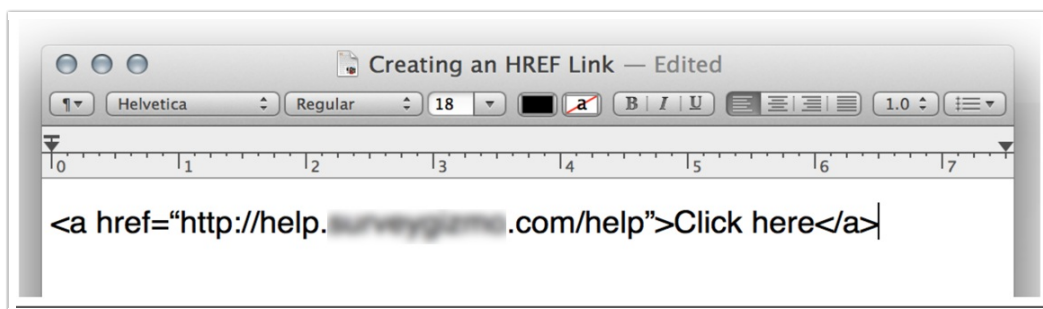 Creating an HREF Link — Edited
¶ Helvetica Regular 18 a B I U 1.0
0 1 2 3 4 5 6 7
<a href=“http://help. .com/help”>Click here</a>